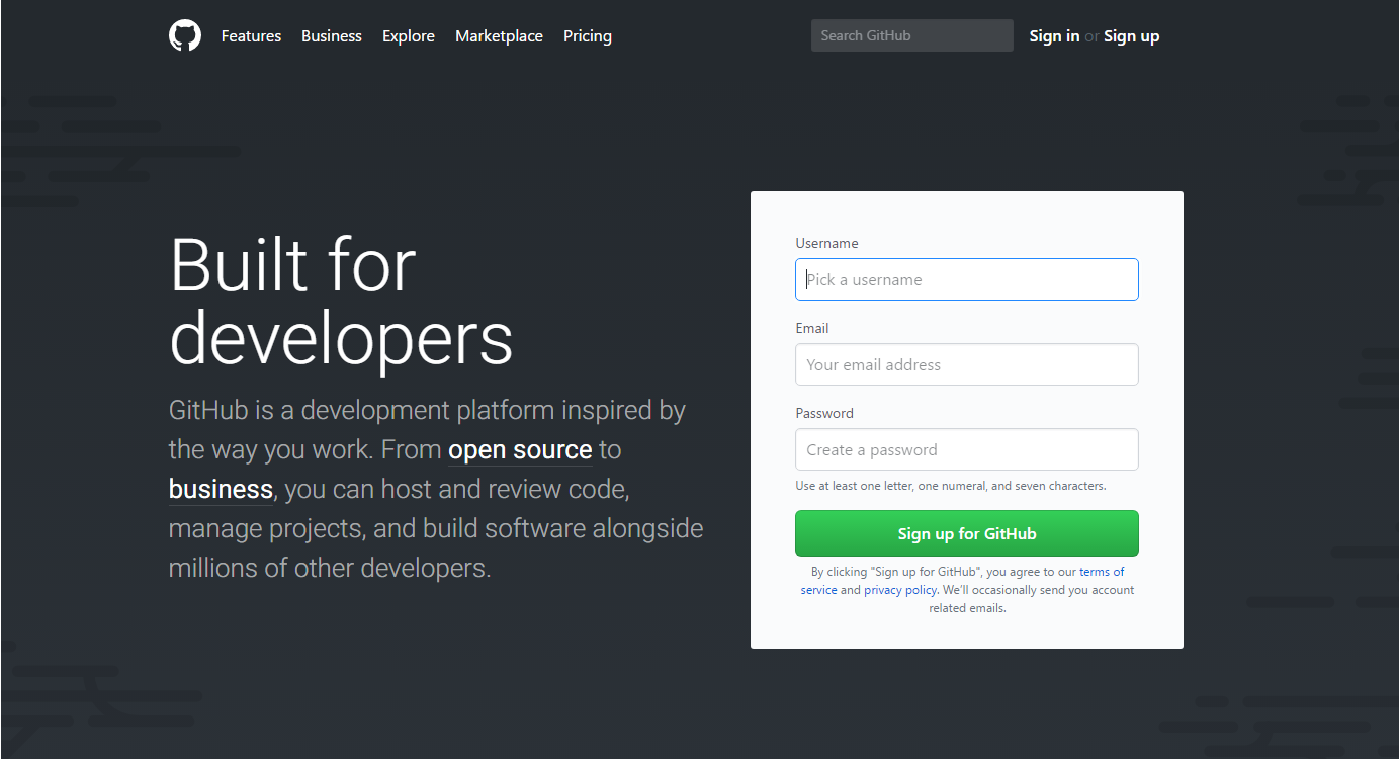 Features Business Explore Marketplace Pricing Search GitHub Sign in or Sign up
Built for
developers
GitHub is a development platform inspired by
the way you work. From open source to
business, you can host and review code,
manage projects, and build software alongside
millions of other developers.
Username
Pick a username
Email
Your email address
Password
Create a password
Use at least one letter, one numeral, and seven characters.
Sign up for GitHub
By clicking "Sign up for GitHub", you agree to our terms of
service and privacy policy. We'll occasionally send you account
related emails.